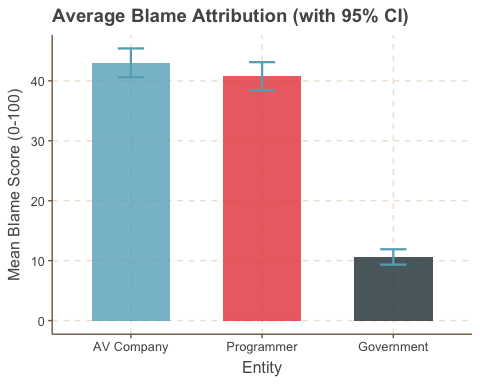 Average Blame Attribution (with 95% CI)
Mean Blame Score (0-100)
40
30
20
10
0
AV Company
Programmer
Government
Entity